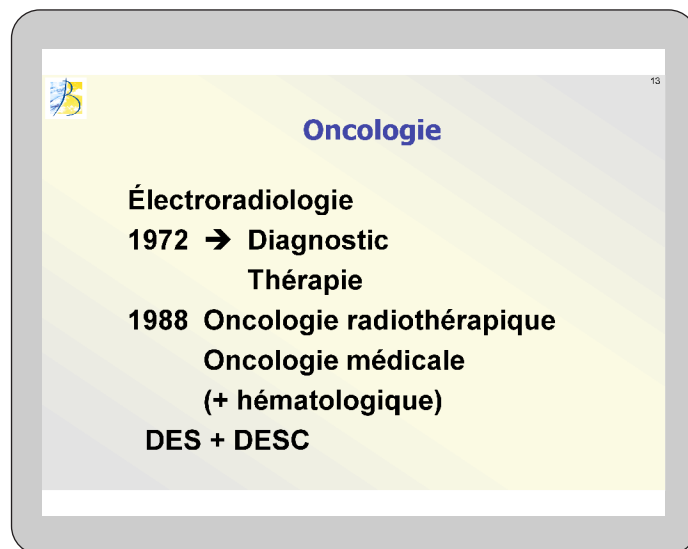 13
Oncologie
Électroradiologie
1972 ➔ Diagnostic
Thérapie
1988 Oncologie radiothérapique
Oncologie médicale
(+ hématologique)
DES + DESC